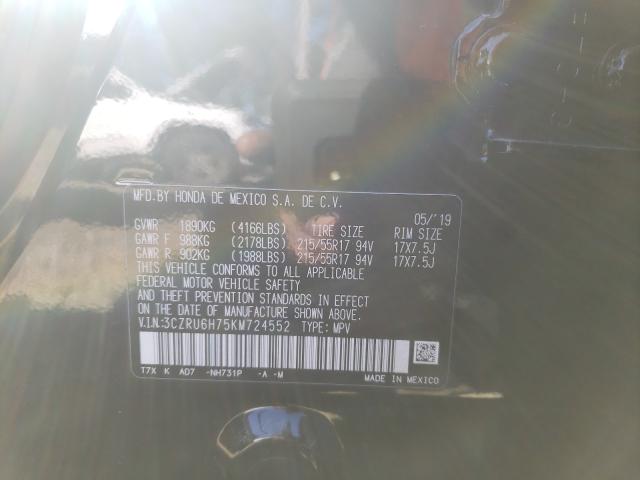 MFD.BY HONDA DE MEXICO S.A. DE C.V.
05/'19
GVWR 1890KG (4166LBS) TIRE SIZE RIM SIZE
GAWR F 988KG (2178LBS) 215/55R17 94V 17X7.5J
GAWR R 902KG (1988LBS) 215/55R17 94V 17X7.5J
THIS VEHICLE CONFORMS TO ALL APPLICABLE
FEDERAL MOTOR VEHICLE SAFETY
AND THEFT PREVENTION STANDARDS IN EFFECT
ON THE DATE OF MANUFACTURE SHOWN ABOVE.
V.I.N:3CZRU6H75KM724552 TYPE: MPV
T7X K AD7 -NH731P -A -M MADE IN MEXICO